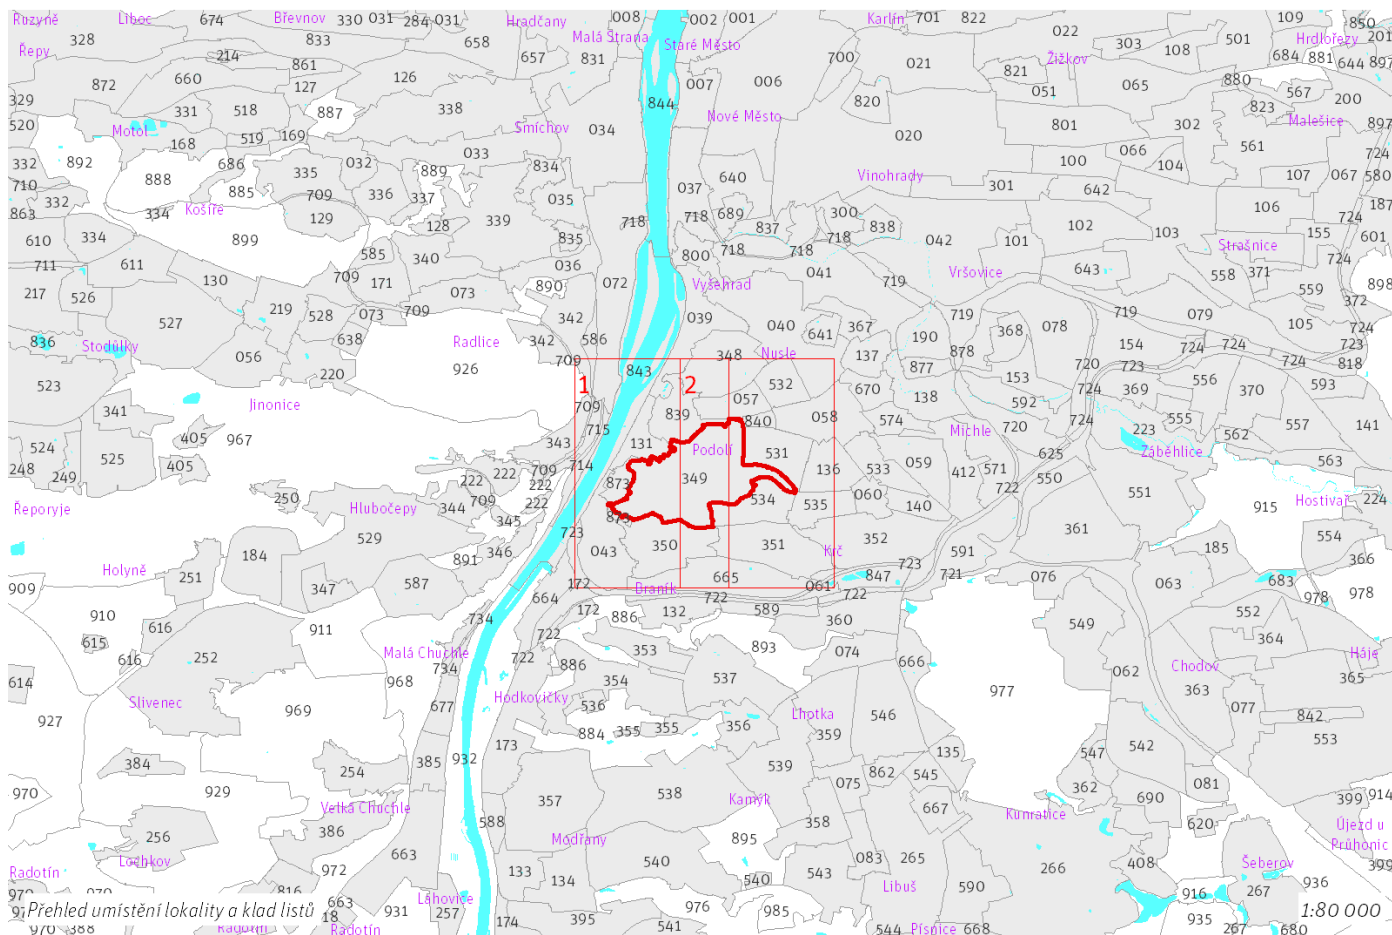 Ruzyně Liboc 674 Břevnov 330 031 284 031 Hradčany 008 002 001 Karlín 701 822 109 850
328 833 658 Malá Strana Staré Město 022 303 108 501 Hrdlořezy 201
Řepy 214 861 657 831 700 021 Žižkov 684 881 644 897
872 660 127 126 007 006 821 051 065 880 567
329 331 518 887 338 844 820 823 200
520 Motol 519 169 Smíchov 034 Nové Město 020 801 302 Malešice 897
168 033 066 561 724
332 892 686 032 834 100 104
888 335 889 640 Vinohrady 107 067 580
710 885 709 336 337 037 301 642
332 035 106 187
863 334 Košíře 129 128 339 718 718 689 837 300 838 102 724
610 334 899 835 718 718 718 042 101 103 155 601
585 340 800 Strašnice 724
711 611 036 041 Vršovice 643 558 371
217 526 130 709 171 890 072 Vyšehrad 719 559 898
219 073 372
527 528 073 709 342 039 040 641 367 719 368 078 719 079 105 724
836 638 Radlice 342 586 190 154 723
Stodůlky 056 709 348 Nusle 137 878 720 723 724 724 724 818
523 220 926 843 877 153
1 2 532 670 724 369 556 370 593
341 Jinonice 709 057 138 592
405 967 715 839 840 058 574 720 724 223 555 557 141
524 343 131 Podolí Michle 562
525 405 531 625 Záběhlice
248 249 222 222 709 714 349 136 533 059 412 571 550 563
222 709 873 551
250 344 222 534 535 060 722 Hostivař 224
Řeporyje Hlubočepy 345 873 140 915
529 723 361 554
184 346 043 350 351 Krč 352 591 185
Holyně 251 891 723 366
909 347 587 172 665 061 847 721 076 063 683
Braník 722 722
910 664 172 886 132 589 978 978
616 911 734 360 549 552
615 722 353 893 364
616 252 Malá Chuchle 722 886 074 666 Háje
614 734 354 537 062 Chodov 365
968 363
Slivenec 677 Hodkovičky 536 977
927 969 355 355 356 Lhotka 546 077 842
884 359 553
173
384 254 385 932 539 862 545 135 547 542
970 075 362 081
929 357 538 Kamýk 667 690 399 914
Velká Chuchle
256 386 588 358 Kunratice 620 Újezd u
Modřany 895 Průhonic
Lochkov 663 540 083 265 408 Šeberov
Radotín 972 133 543 266 399
816 134 540 Libuš 590 916 267 936
663 Lahovice
Přehled umístění lokality a klad listů 18 931 257 174 395 976 985 935 1:80 000
970 388 Radotín Radotín 541 544 Písnice 668 267 680